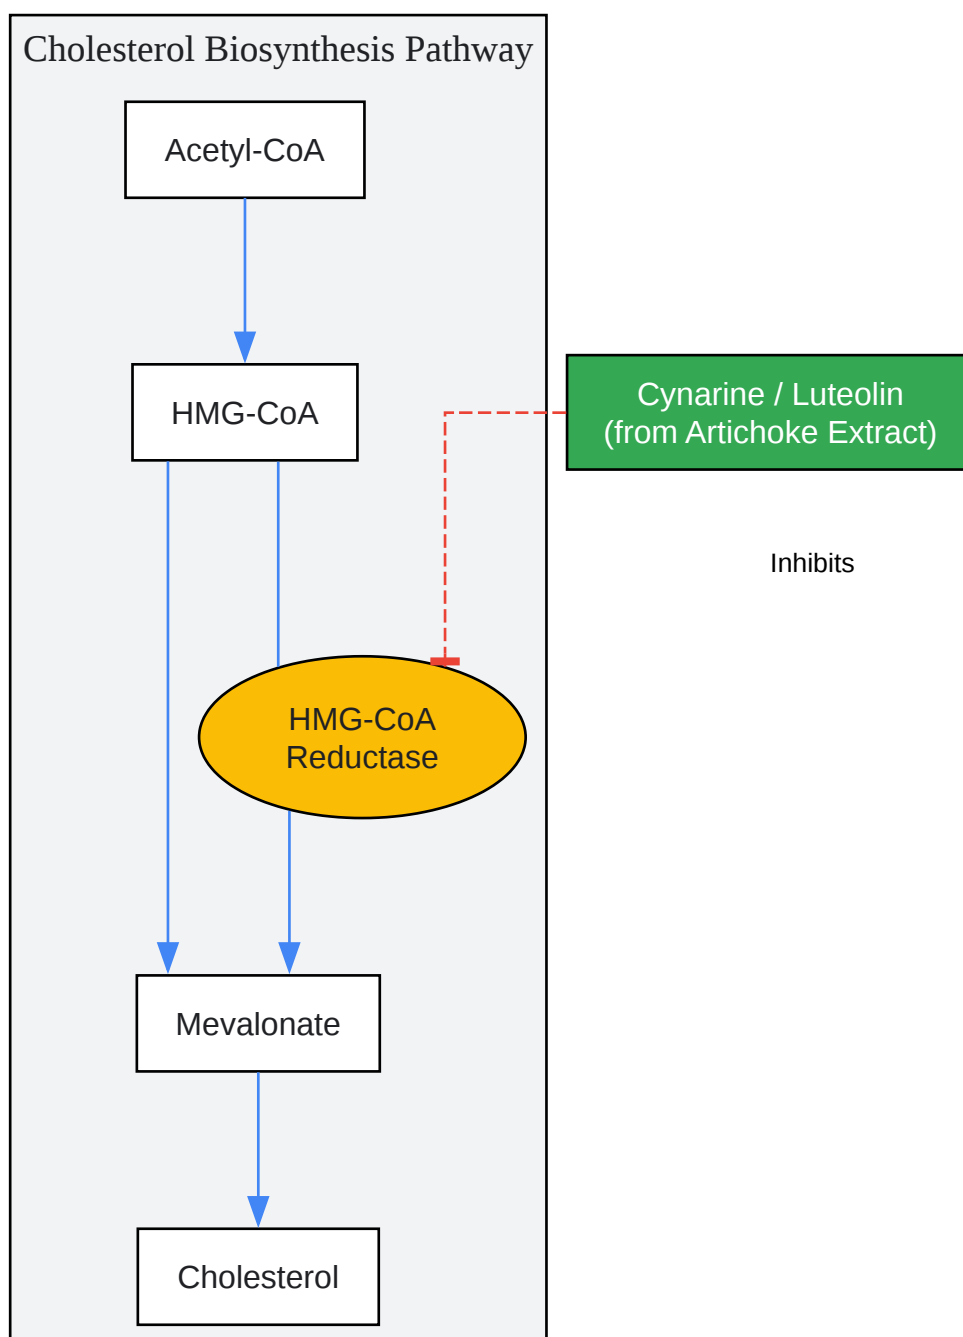 Cholesterol Biosynthesis Pathway
Acetyl-CoA
HMG-CoA
Cynarine / Luteolin
(from Artichoke Extract)
Inhibits
HMG-CoA
Reductase
Mevalonate
Cholesterol